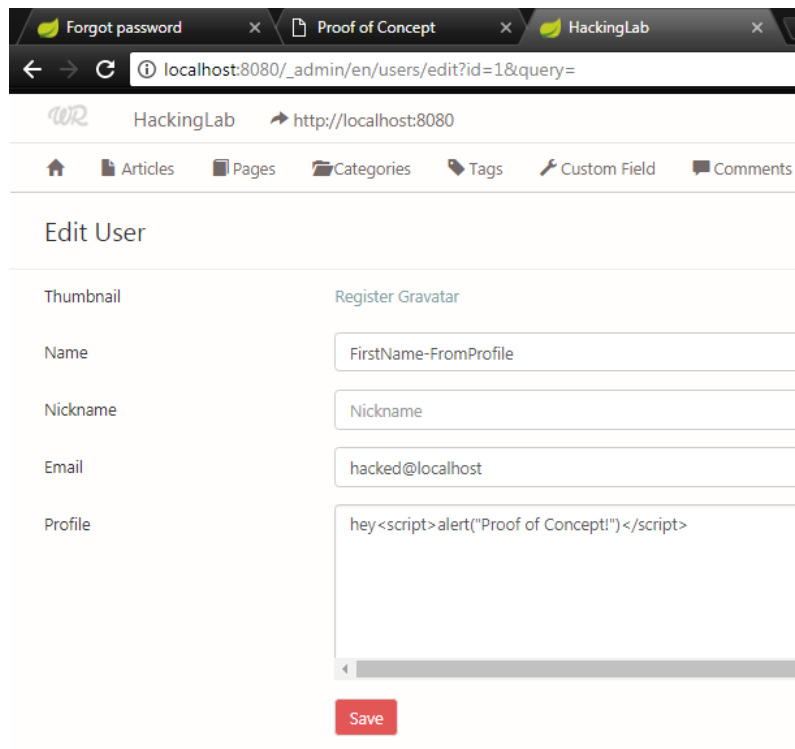 Forgot password × Proof of Concept × HackingLab ×
localhost:8080/_admin/en/users/edit?id=1&query=
WR HackingLab http://localhost:8080
Articles Pages Categories Tags Custom Field Comments
Edit User
Thumbnail Register Gravatar
Name FirstName-FromProfile
Nickname Nickname
Email hacked@localhost
Profile hey<script>alert("Proof of Concept!")</script>
Save